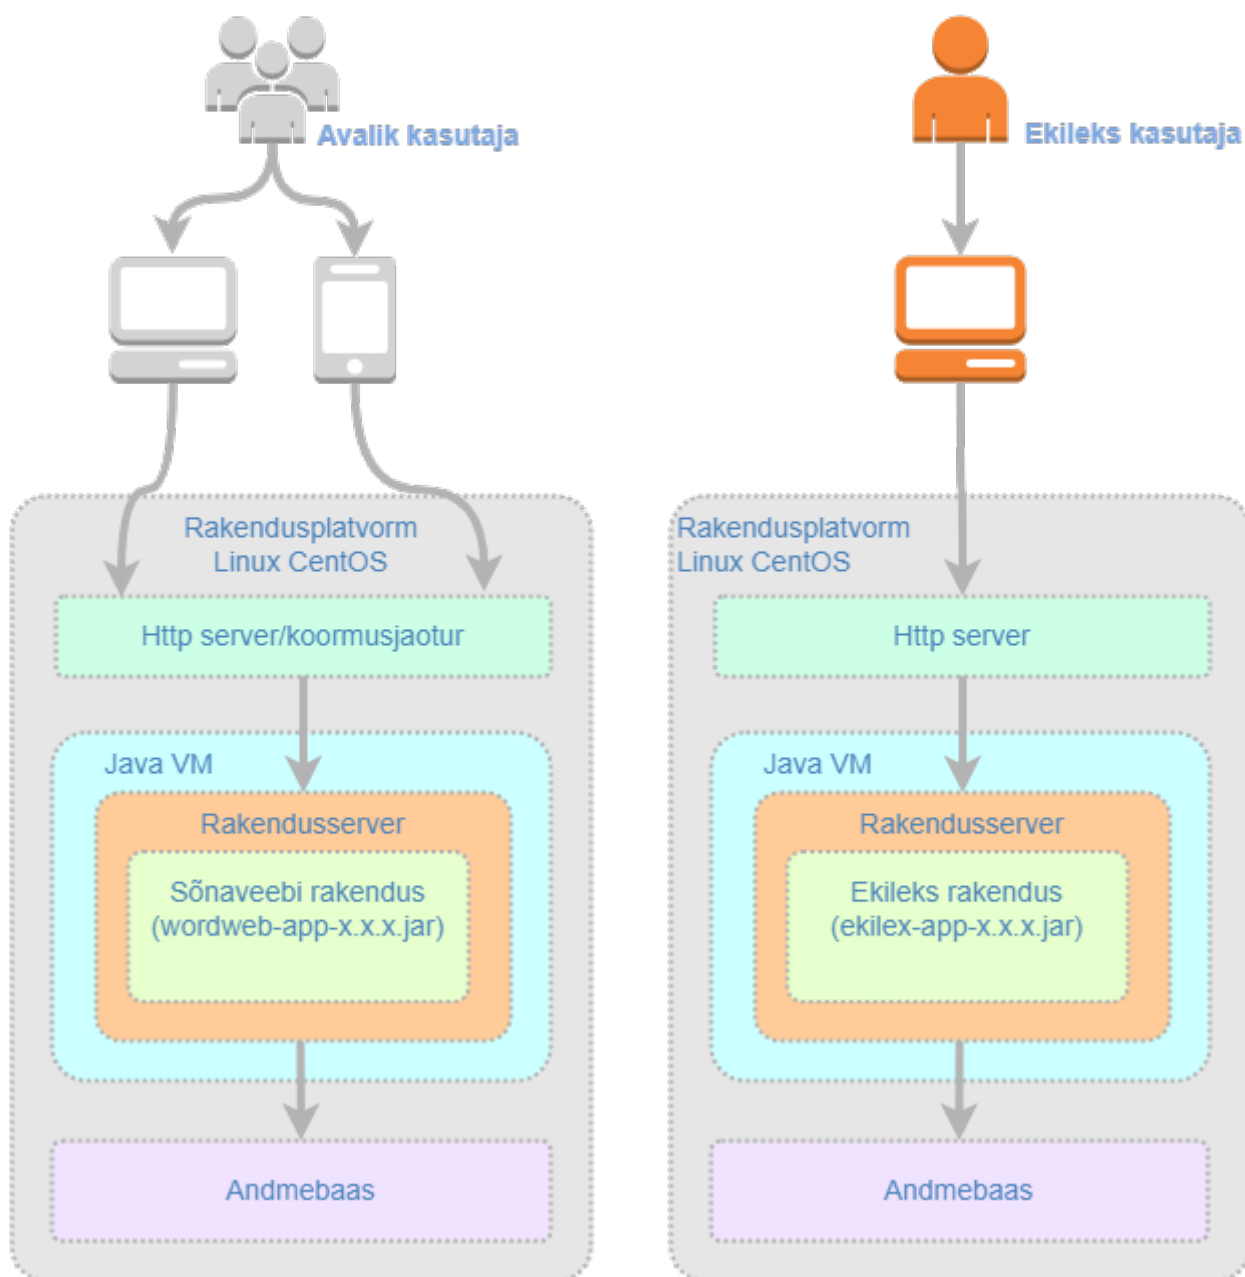 Avalik kasutaja
Rakendusplatvorm
Linux CentOS
Http server/koormusjaotur
Java VM
Rakendusserver
Sõnaveebi rakendus
(wordweb-app-x.x.x.jar)
Andmebaas
Ekileks kasutaja
Rakendusplatvorm
Linux CentOS
Http server
Java VM
Rakendusserver
Ekileks rakendus
(ekilex-app-x.x.x.jar)
Andmebaas